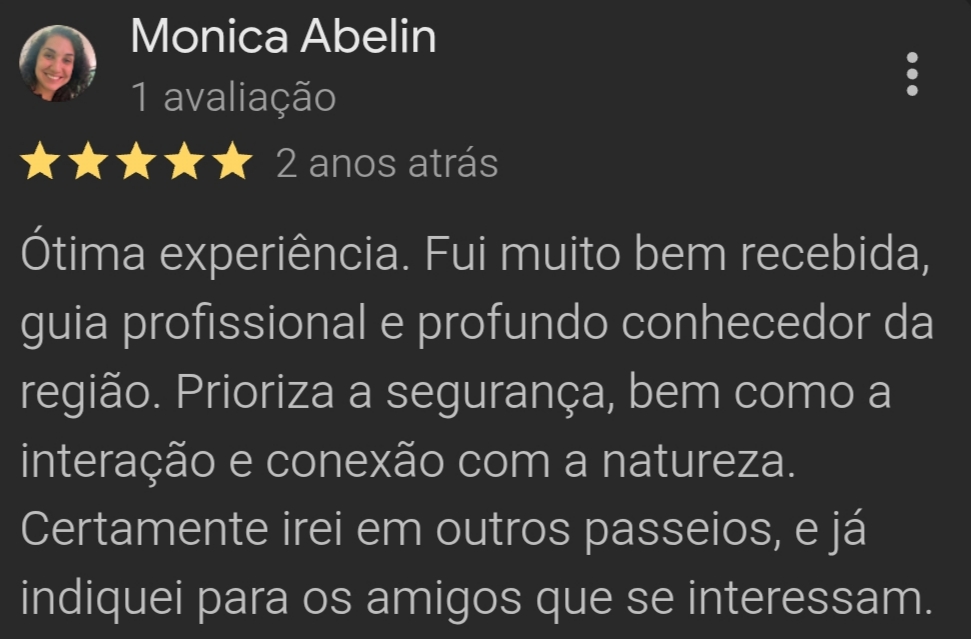 Monica Abelin
1 avaliação
2 anos atrás
Ótima experiência. Fui muito bem recebida,
guia profissional e profundo conhecedor da
região. Prioriza a segurança, bem como a
interação e conexão com a natureza.
Certamente irei em outros passeios, e já
indiquei para os amigos que se interessam.